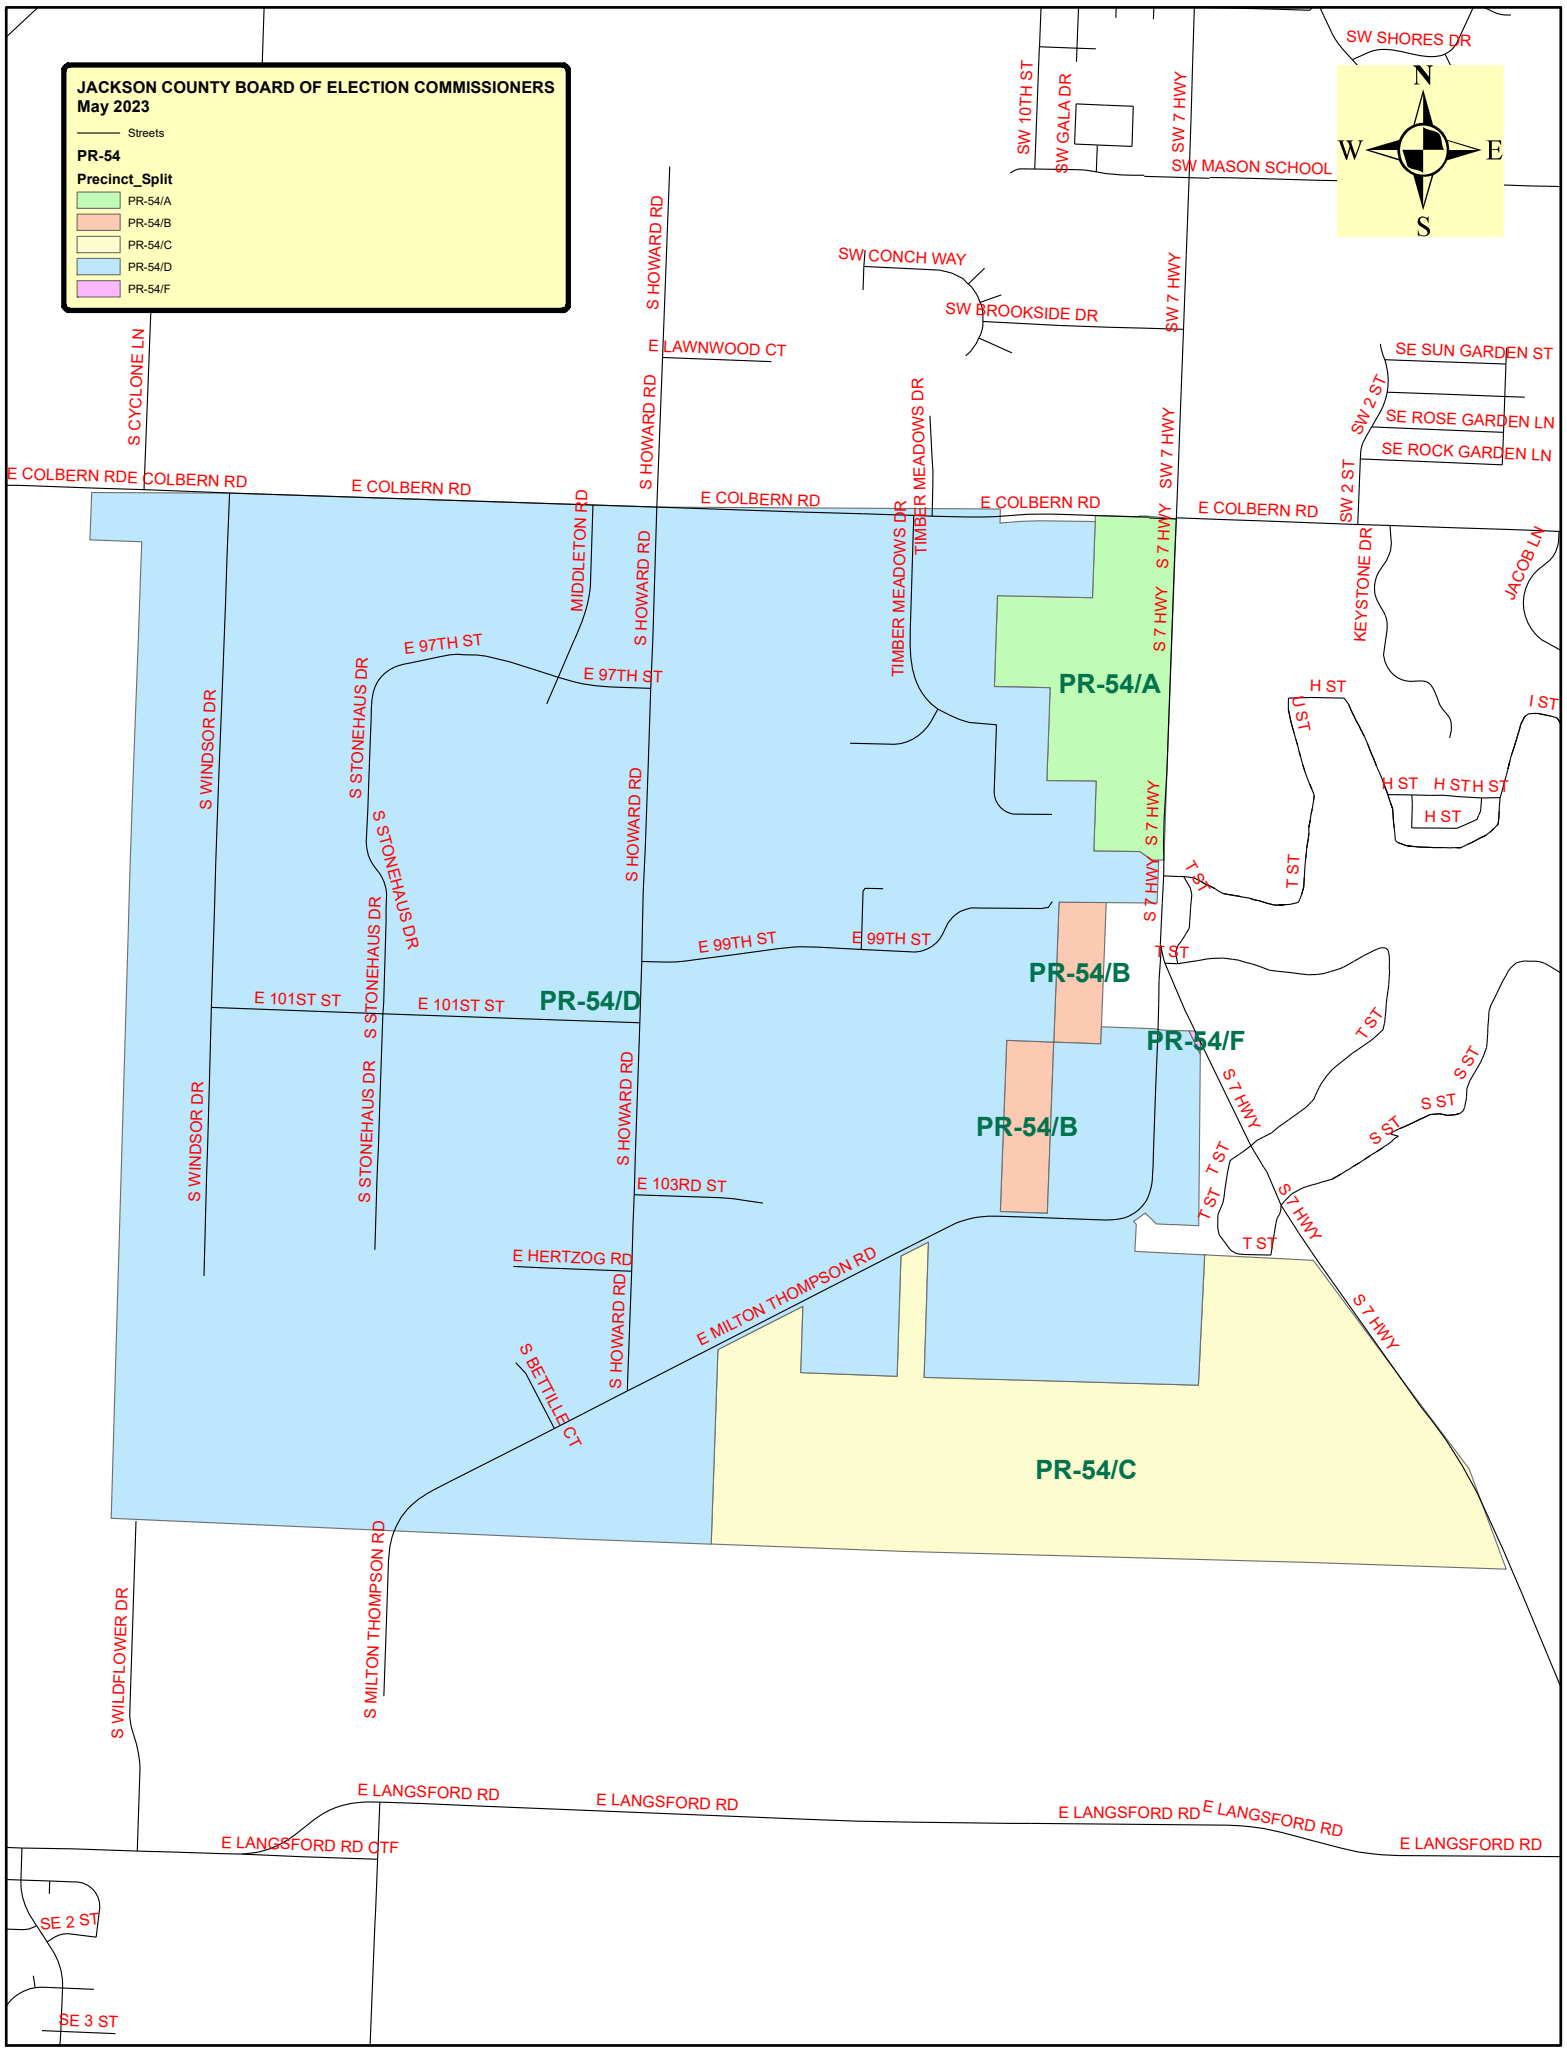 JACKSON COUNTY BOARD OF ELECTION COMMISSIONERS
May 2023
Streets
PR-54
Precinct_Split
PR-54/A
PR-54/B
PR-54/C
PR-54/D
PR-54/F
N
W
E
S
SW SHORES DR
SW 10TH ST
SW GALA DR
SW 7 HWY
SW MASON SCHOOL
S HOWARD RD
SW CONCH WAY
SW 7 HWY
SW BROOKSIDE DR
S CYCLONE LN
E LAWNWOOD CT
SE SUN GARDEN ST
S HOWARD RD
TIMBER MEADOWS DR
SW 7 HWY
SW 2 ST
SE ROSE GARDEN LN
SE ROCK GARDEN LN
SW 2 ST
E COLBERN RD
E COLBERN RD
E COLBERN RD
E COLBERN RD
E COLBERN RD
E COLBERN RD
MIDDLETON RD
S HOWARD RD
TIMBER MEADOWS DR
S 7 HWY
S 7 HWY
KEYSTONE DR
JACOB LN
E 97TH ST
E 97TH ST
PR-54/A
H ST
U ST
I ST
S WINDSOR DR
S STONEHAUS DR
S HOWARD RD
S 7 HWY
H ST
H ST
H ST
H ST
S STONEHAUS DR
T ST
T ST
S 7 HWY
S STONEHAUS DR
E 99TH ST
E 99TH ST
T ST
PR-54/B
E 101ST ST
E 101ST ST
PR-54/D
T ST
PR-54/F
S WINDSOR DR
S STONEHAUS DR
S HOWARD RD
S 7 HWY
S ST
S ST
S ST
PR-54/B
T ST
T ST
E 103RD ST
S 7 HWY
T ST
E HERTZOG RD
S HOWARD RD
E MILTON THOMPSON RD
S 7 HWY
S BETTILLE CT
PR-54/C
S MILTON THOMPSON RD
S WILDFLOWER DR
E LANGSFORD RD
E LANGSFORD RD
E LANGSFORD RD
E LANGSFORD RD
E LANGSFORD RD
E LANGSFORD RD CTF
SE 2 ST
SE 3 ST